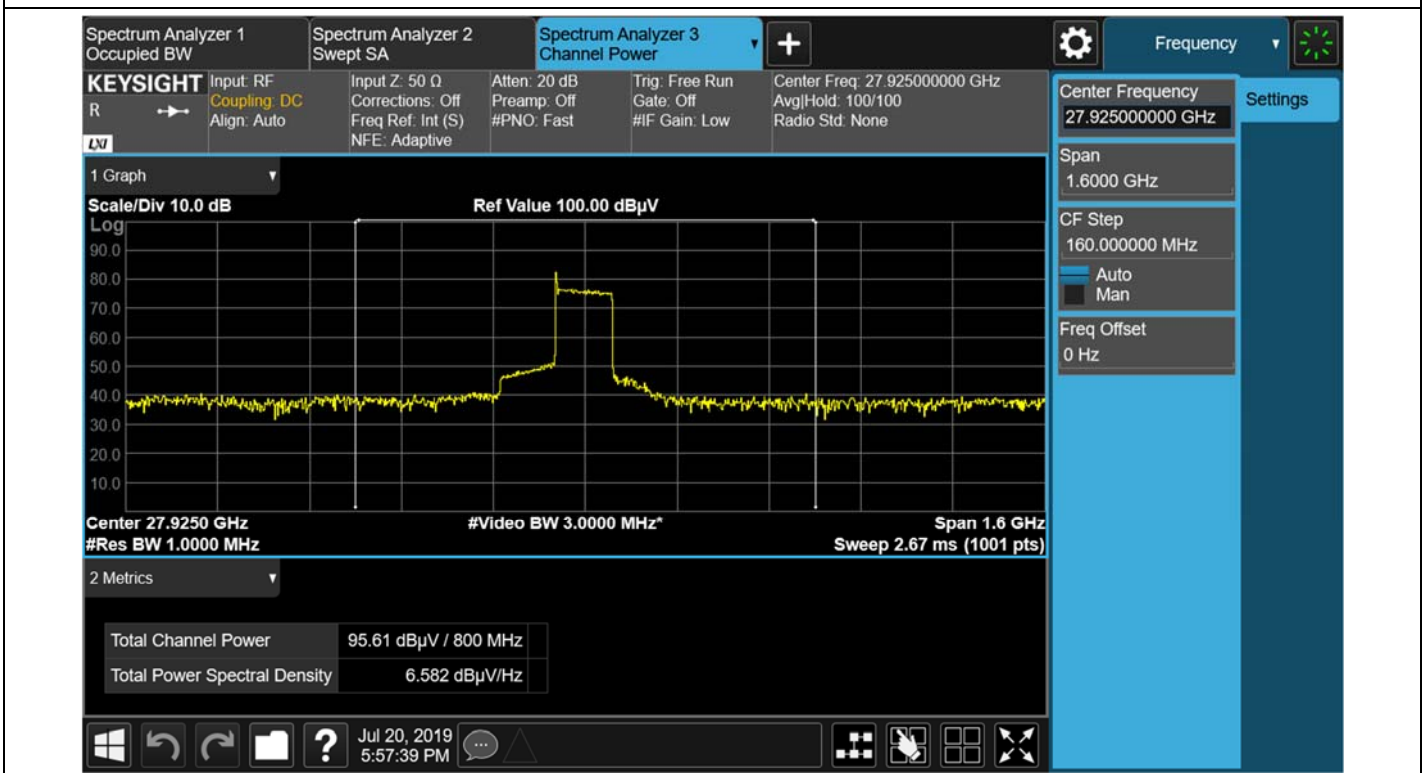 Spectrum Analyzer 1
Occupied BW
Spectrum Analyzer 2
Swept SA
Spectrum Analyzer 3
Channel Power
Frequency
KEYSIGHT
R
LXI
Input: RF
Coupling: DC
Align: Auto
Input Z: 50 Ω
Corrections: Off
Freq Ref: Int (S)
NFE: Adaptive
Atten: 20 dB
Preamp: Off
#PNO: Fast
Trig: Free Run
Gate: Off
#IF Gain: Low
Center Freq: 27.925000000 GHz
Avg|Hold: 100/100
Radio Std: None
Center Frequency
27.925000000 GHz
Settings
Span
1.6000 GHz
CF Step
160.000000 MHz
Auto
Man
Freq Offset
0 Hz
1 Graph
Scale/Div 10.0 dB
Ref Value 100.00 dBµV
Log
90.0
80.0
70.0
60.0
50.0
40.0
30.0
20.0
10.0
Center 27.9250 GHz
#Video BW 3.0000 MHz*
Span 1.6 GHz
#Res BW 1.0000 MHz
Sweep 2.67 ms (1001 pts)
2 Metrics
Total Channel Power 95.61 dBµV / 800 MHz
Total Power Spectral Density 6.582 dBµV/Hz
?
Jul 20, 2019
5:57:39 PM